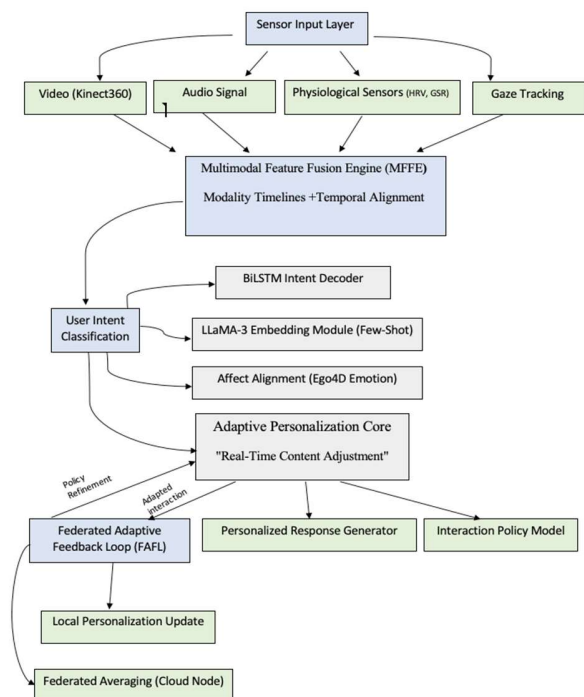 Sensor Input Layer
Video (Kinect360)
Audio Signal
Physiological Sensors (HRV, GSR)
Gaze Tracking
Multimodal Feature Fusion Engine (MFFE)
Modality Timelines +Temporal Alignment
BiLSTM Intent Decoder
User Intent
Classification
LLaMA-3 Embedding Module (Few-Shot)
Affect Alignment (Ego4D Emotion)
Adaptive Personalization Core
"Real-Time Content Adjustment"
Policy
Refinement
Adapted
interaction
Federated Adaptive
Feedback Loop (FAFL)
Personalized Response Generator
Interaction Policy Model
Local Personalization Update
Federated Averaging (Cloud Node)